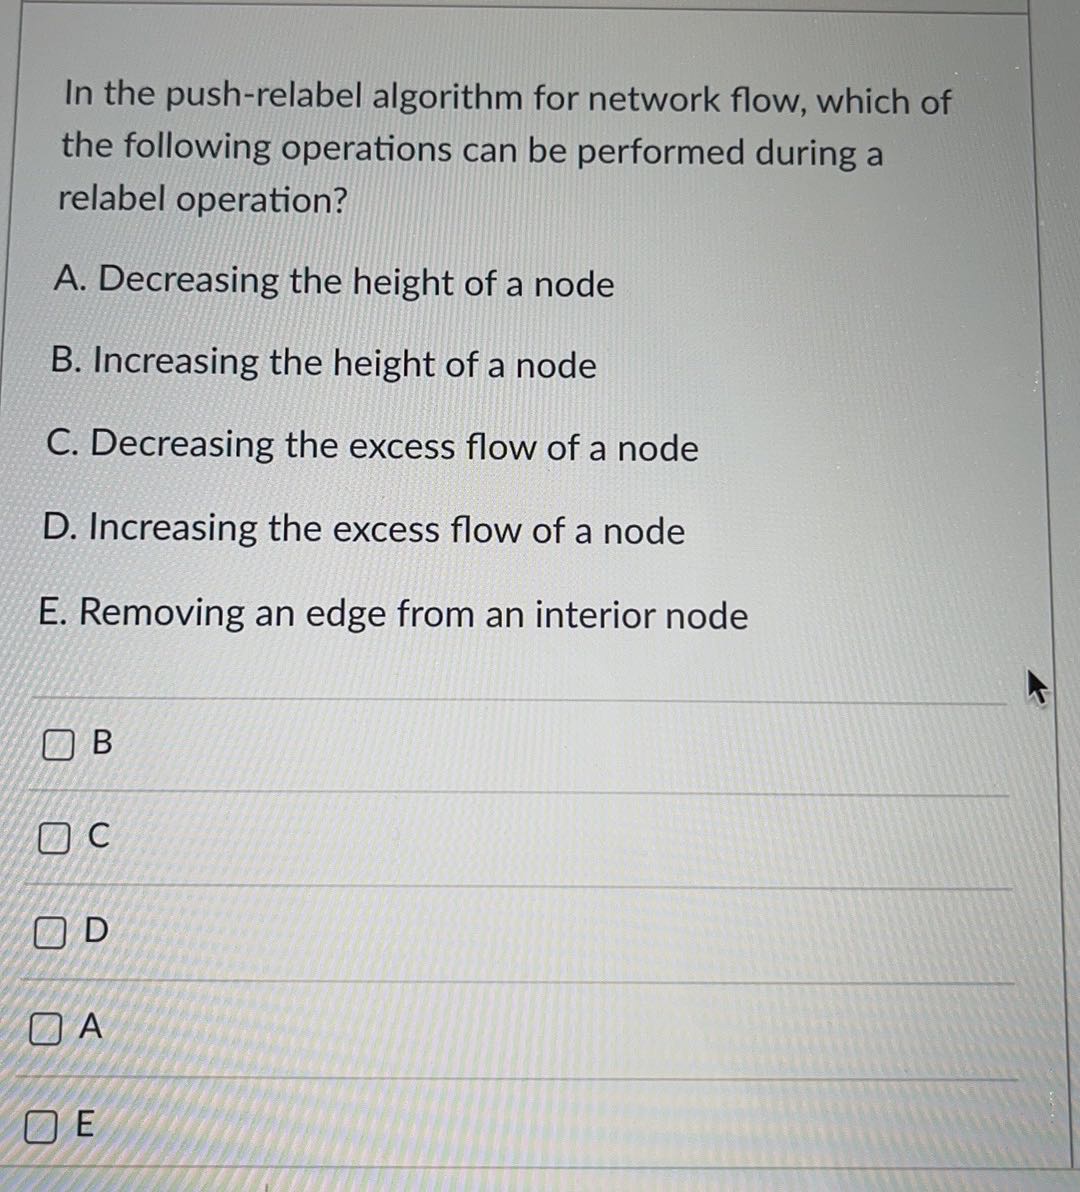 In the push-relabel algorithm for network flow, which of
the following operations can be performed during a
relabel operation?
A. Decreasing the height of a node
B. Increasing the height of a node
C. Decreasing the excess flow of a node
D. Increasing the excess flow of a node
E. Removing an edge from an interior node
B
C
D
A
E